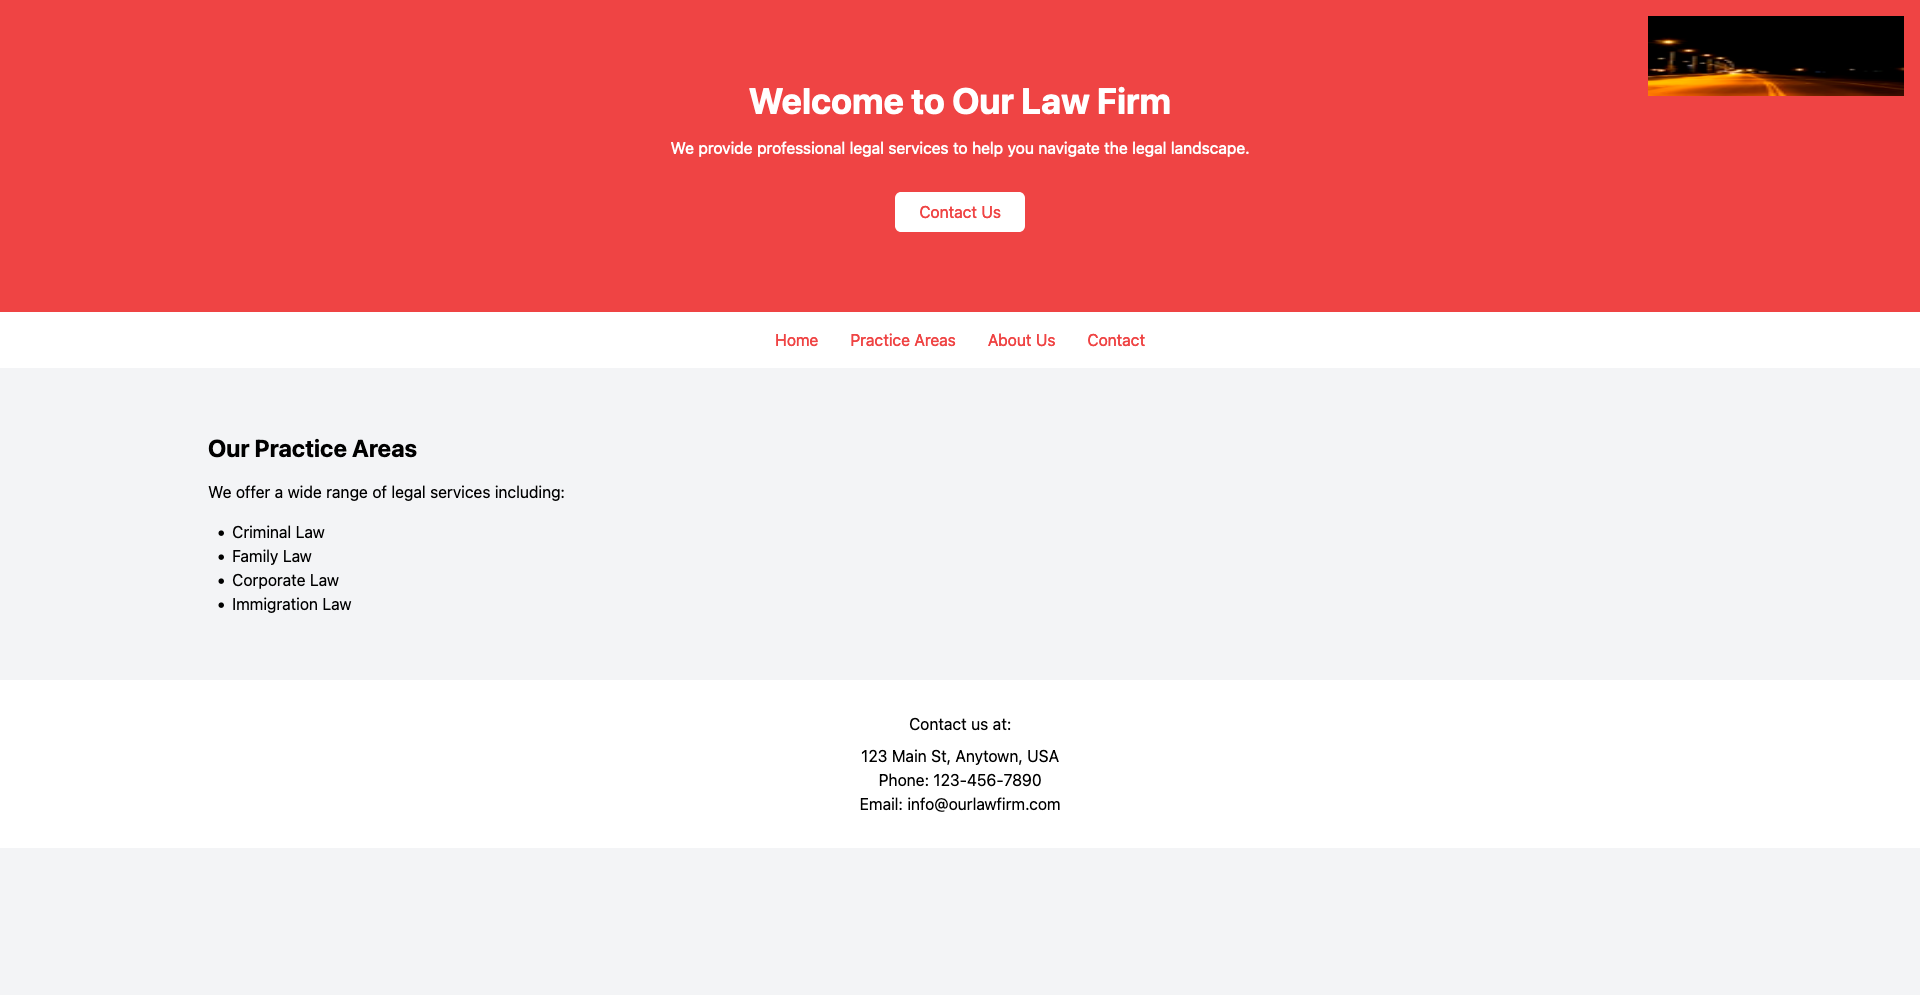 Welcome to Our Law Firm
We provide professional legal services to help you navigate the legal landscape.
Contact Us
Home Practice Areas About Us Contact
Our Practice Areas
We offer a wide range of legal services including:
• Criminal Law
• Family Law
• Corporate Law
• Immigration Law
Contact us at:
123 Main St, Anytown, USA
Phone: 123-456-7890
Email: info@ourlawfirm.com